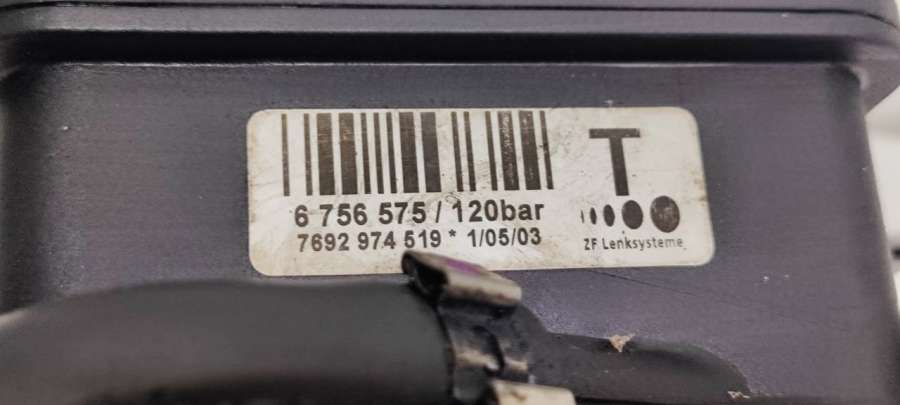 T
6 756 575 / 120bar
7692 974 519 * 1/05/03
ZF Lenksysteme